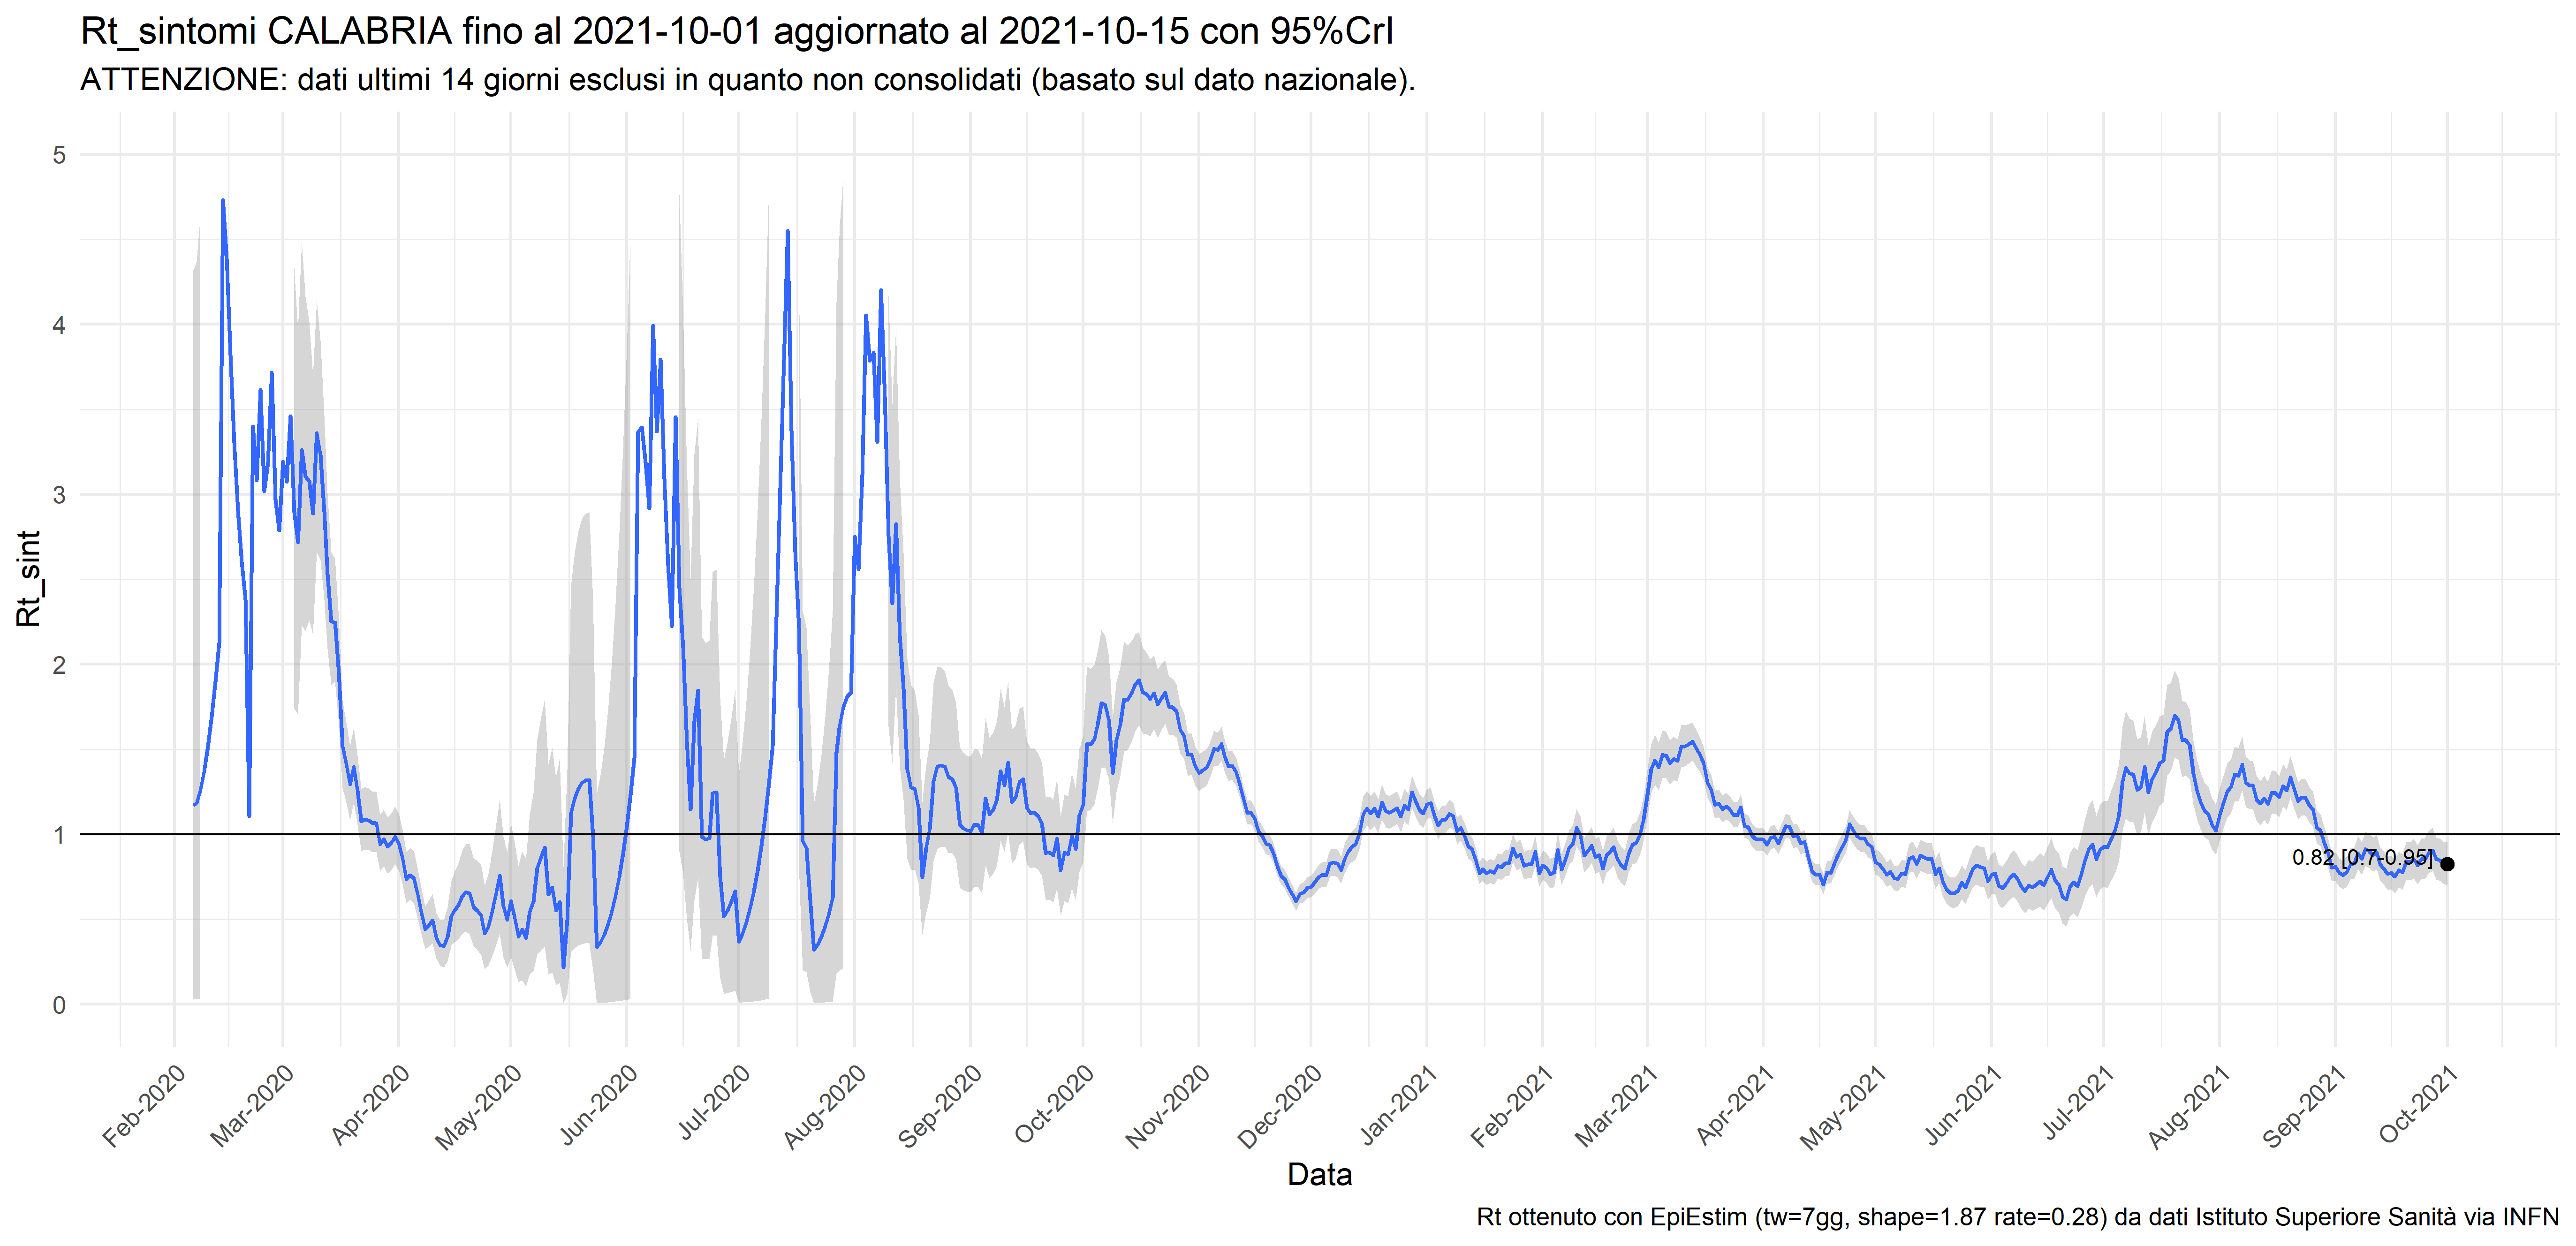 Rt_sintomi CALABRIA fino al 2021-10-01 aggiornato al 2021-10-15 con 95%CrI
ATTENZIONE: dati ultimi 14 giorni esclusi in quanto non consolidati (basato sul dato nazionale).
Rt_sint
5
4
3
2
1
0
0.82 [0.7-0.95]
Feb-2020
Mar-2020
Apr-2020
May-2020
Jun-2020
Jul-2020
Aug-2020
Sep-2020
Oct-2020
Nov-2020
Dec-2020
Jan-2021
Feb-2021
Mar-2021
Apr-2021
May-2021
Jun-2021
Jul-2021
Aug-2021
Sep-2021
Oct-2021
Data
Rt ottenuto con EpiEstim (tw=7gg, shape=1.87 rate=0.28) da dati Istituto Superiore Sanità via INFN